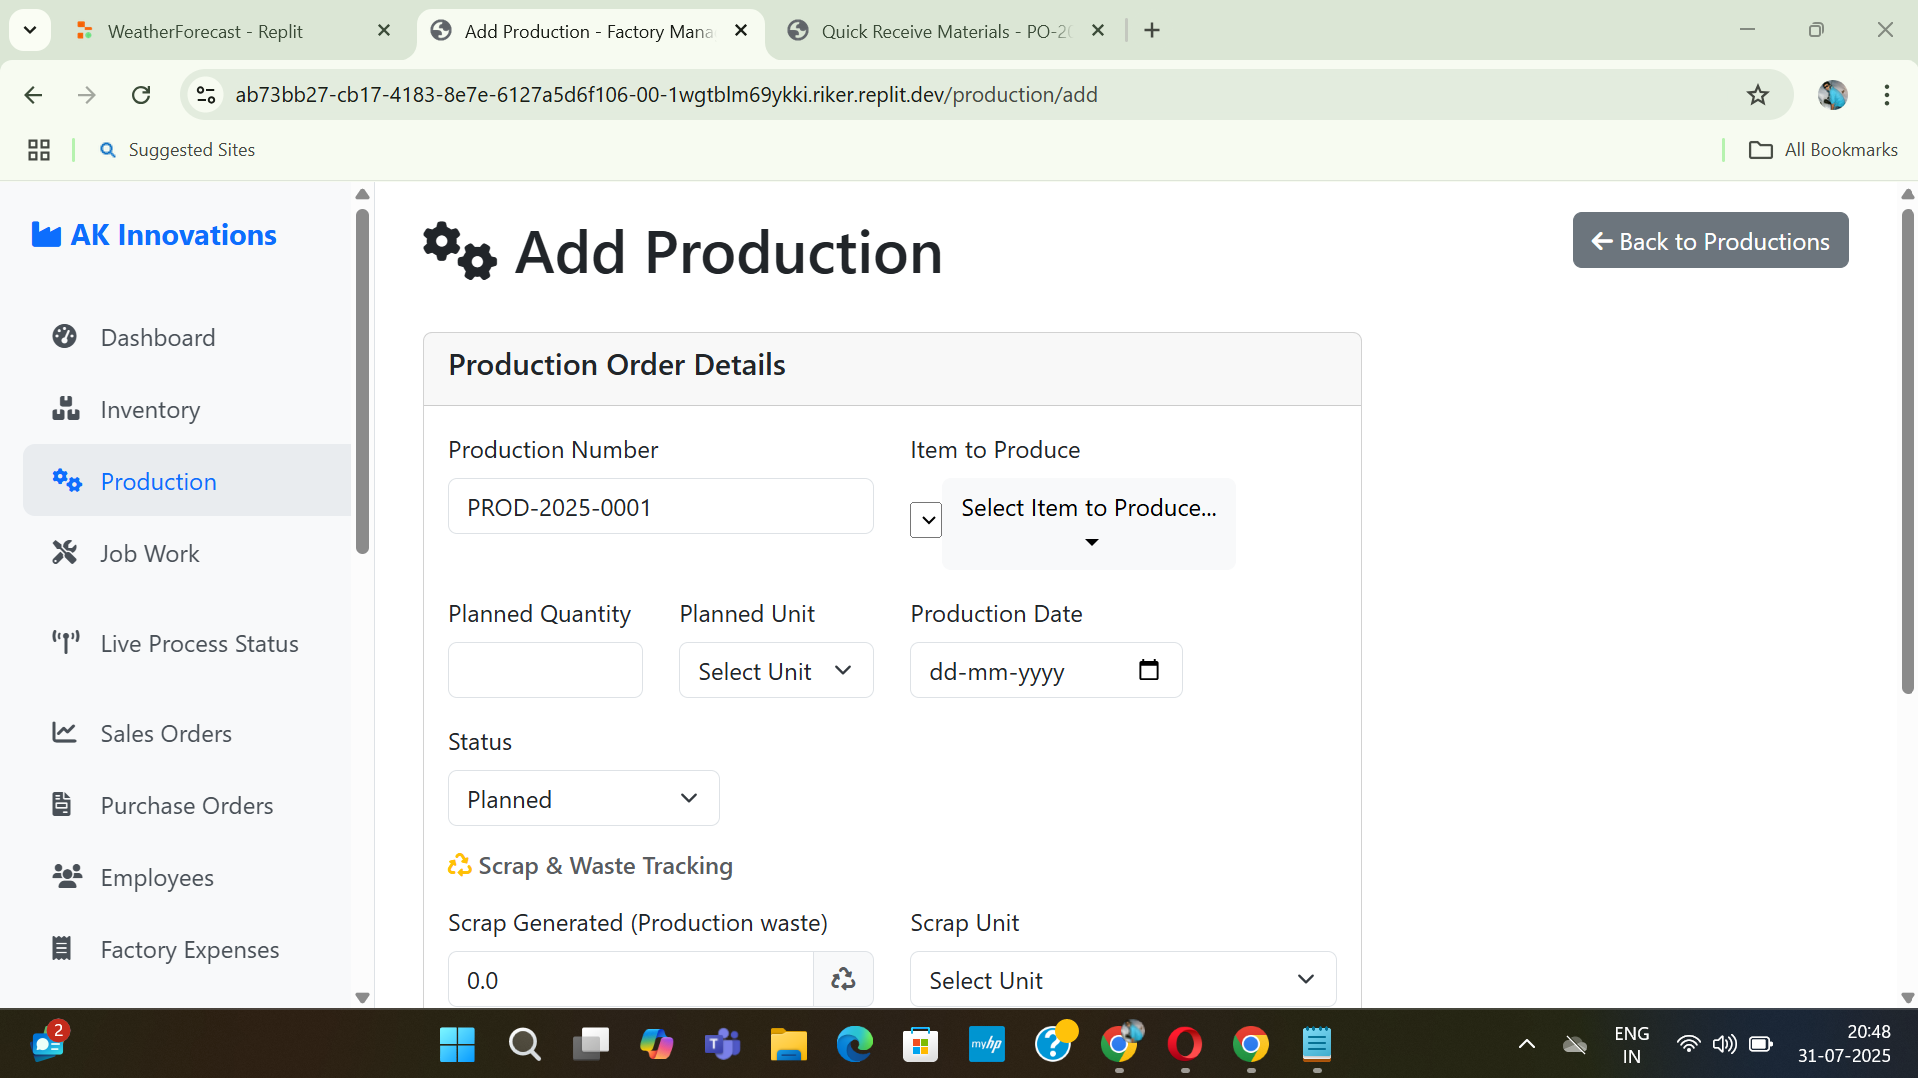 WeatherForecast - Replit
Add Production - Factory Mana
Quick Receive Materials - PO-20
ab73bb27-cb17-4183-8e7e-6127a5d6f106-00-1wgtblm69ykki.riker.replit.dev/production/add
Suggested Sites
All Bookmarks
AK Innovations
Dashboard
Inventory
Production
Job Work
Live Process Status
Sales Orders
Purchase Orders
Employees
Factory Expenses
Add Production
Back to Productions
Production Order Details
Production Number
Item to Produce
PROD-2025-0001
Select Item to Produce...
Planned Quantity
Planned Unit
Production Date
Select Unit
dd-mm-yyyy
Status
Planned
Scrap & Waste Tracking
Scrap Generated (Production waste)
Scrap Unit
0.0
Select Unit
2
myhp
ENG
IN
20:48
31-07-2025